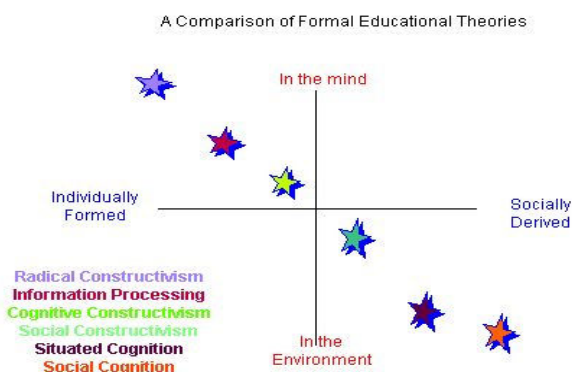 A Comparison of Formal Educational Theories
In the mind
Individually
Formed
Socially
Derived
Radical Constructivism
Information Processing
Cognitive Constructivism
Social Constructivism
Situated Cognition
Social Cognition
In the
Environment